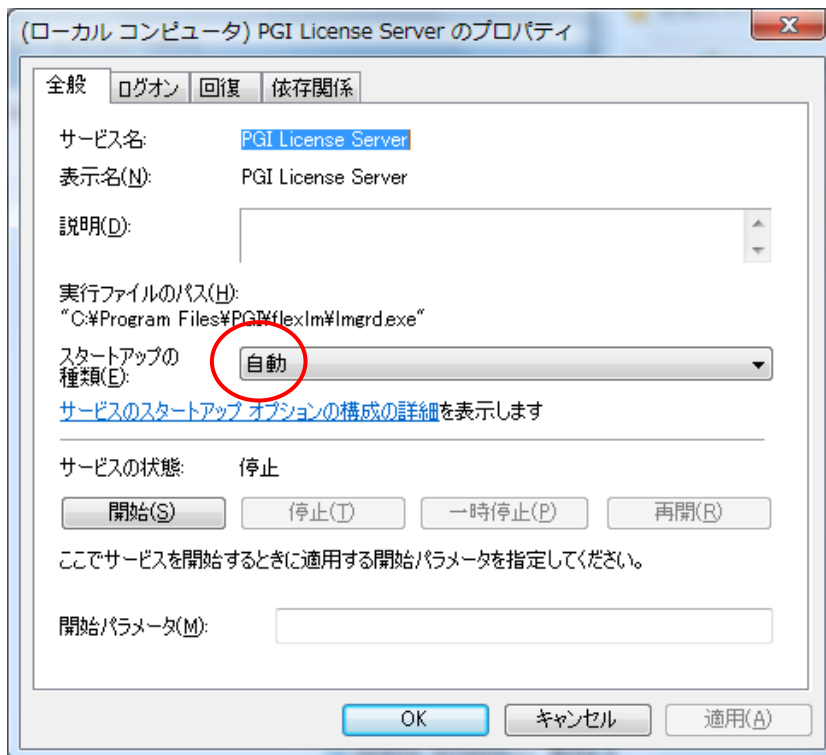 (ローカル コンピュータ) PGI License Server のプロパティ
全般 ログオン 回復 依存関係
サービス名: PGI License Server
表示名(N): PGI License Server
説明(D):
実行ファイルのパス(H):
"C:¥Program Files¥PGI¥flexlm¥lmgrd.exe"
スタートアップの
種類(E): 自動
サービスのスタートアップ オプションの構成の詳細を表示します
サービスの状態: 停止
開始(S) 停止(T) 一時停止(P) 再開(R)
ここでサービスを開始するときに適用する開始パラメータを指定してください。
開始パラメータ(M):
OK キャンセル 適用(A)